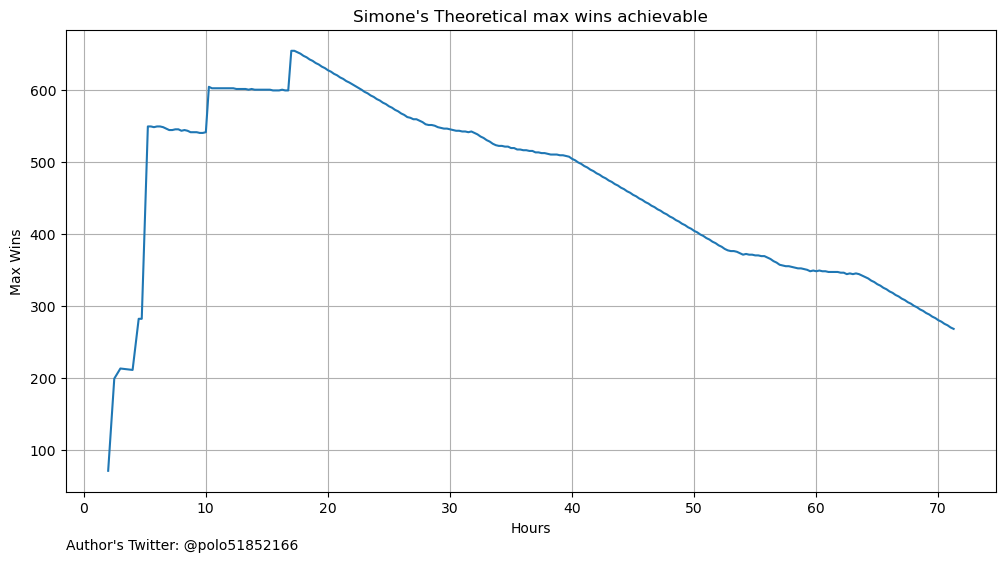 Simone's Theoretical max wins achievable
Max Wins
600
500
400
300
200
100
0 10 20 30 40 50 60 70
Hours
Author's Twitter: @polo51852166